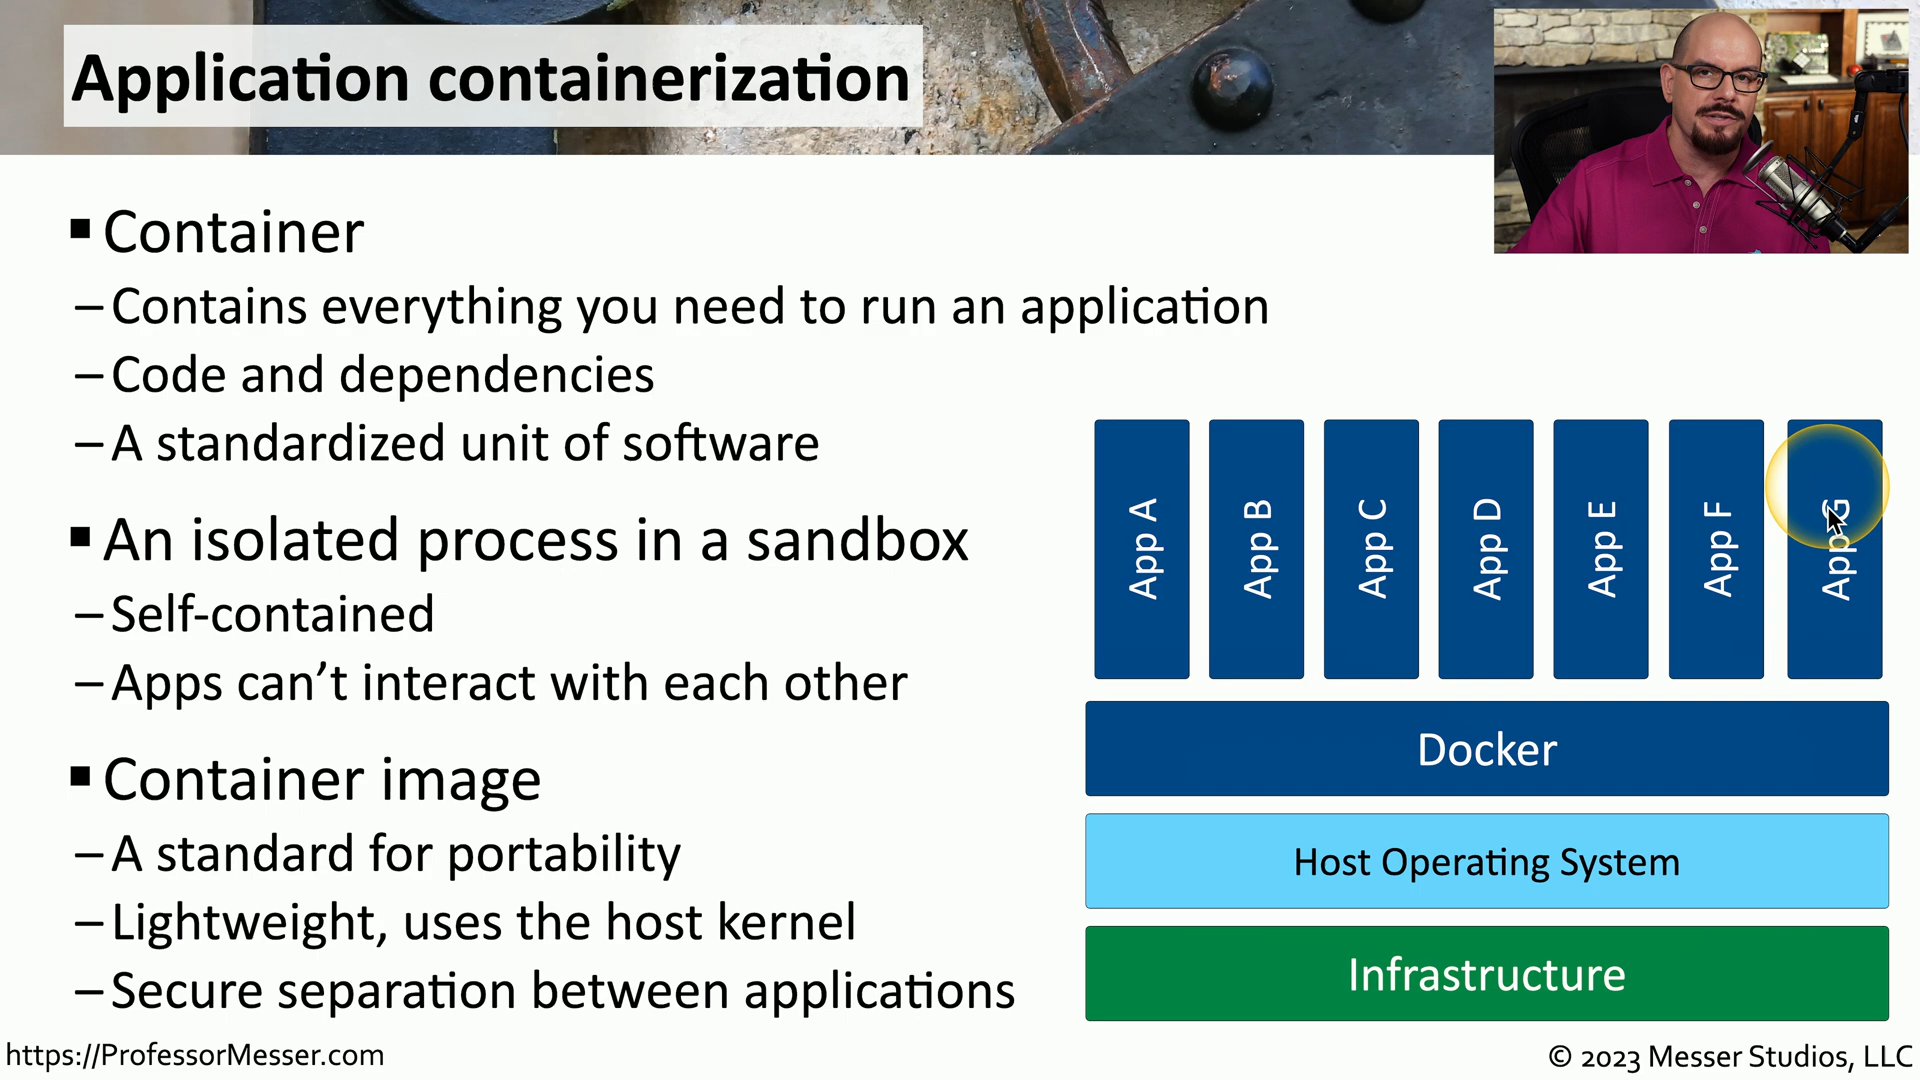 Application containerization
▪ Container
– Contains everything you need to run an application
– Code and dependencies
– A standardized unit of software
▪ An isolated process in a sandbox
– Self-contained
– Apps can’t interact with each other
▪ Container image
– A standard for portability
– Lightweight, uses the host kernel
– Secure separation between applications
App A
App B
App C
App D
App E
App F
App G
Docker
Host Operating System
Infrastructure
https://ProfessorMesser.com
© 2023 Messer Studios, LLC